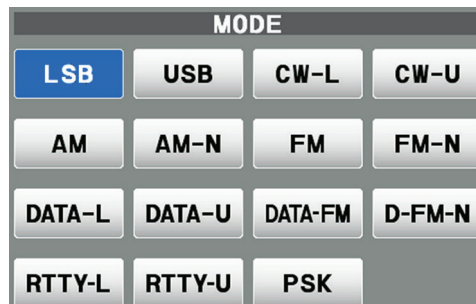 MODE
LSB USB CW-L CW-U
AM AM-N FM FM-N
DATA-L DATA-U DATA-FM D-FM-N
RTTY-L RTTY-U PSK